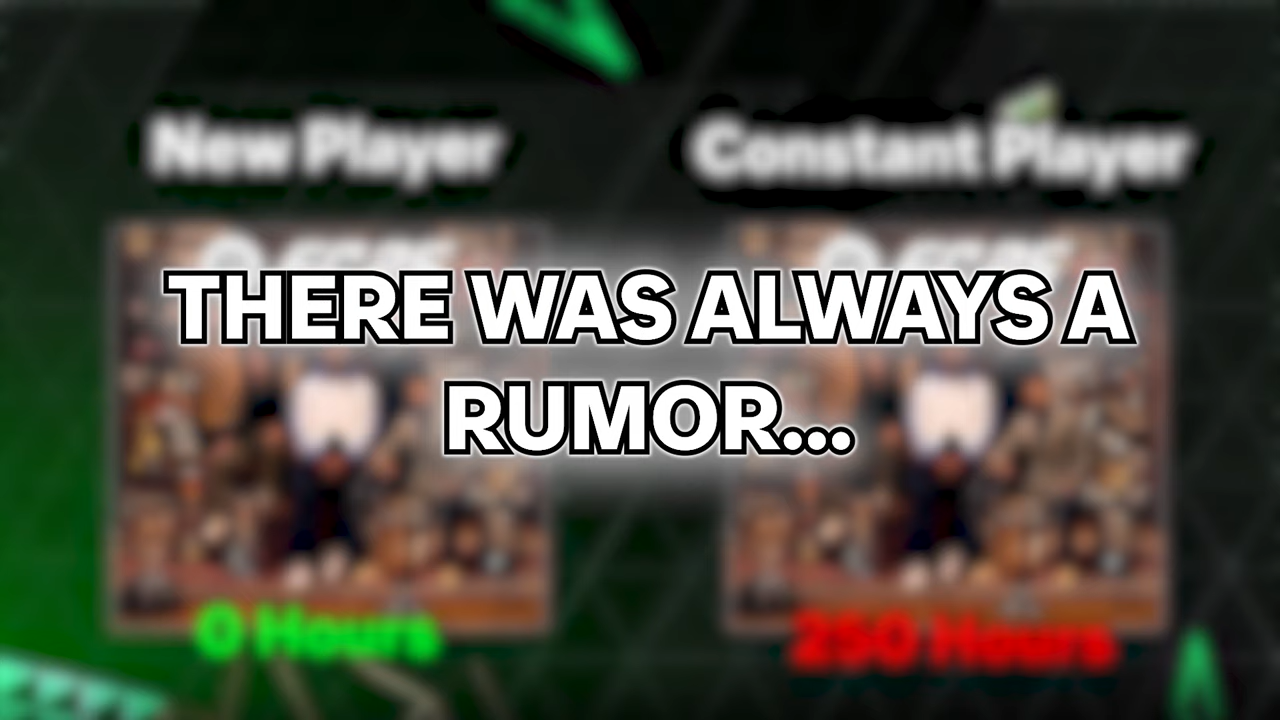 New Player
Constant Player
THERE WAS ALWAYS A
RUMOR...
0 Hours
250 Hours